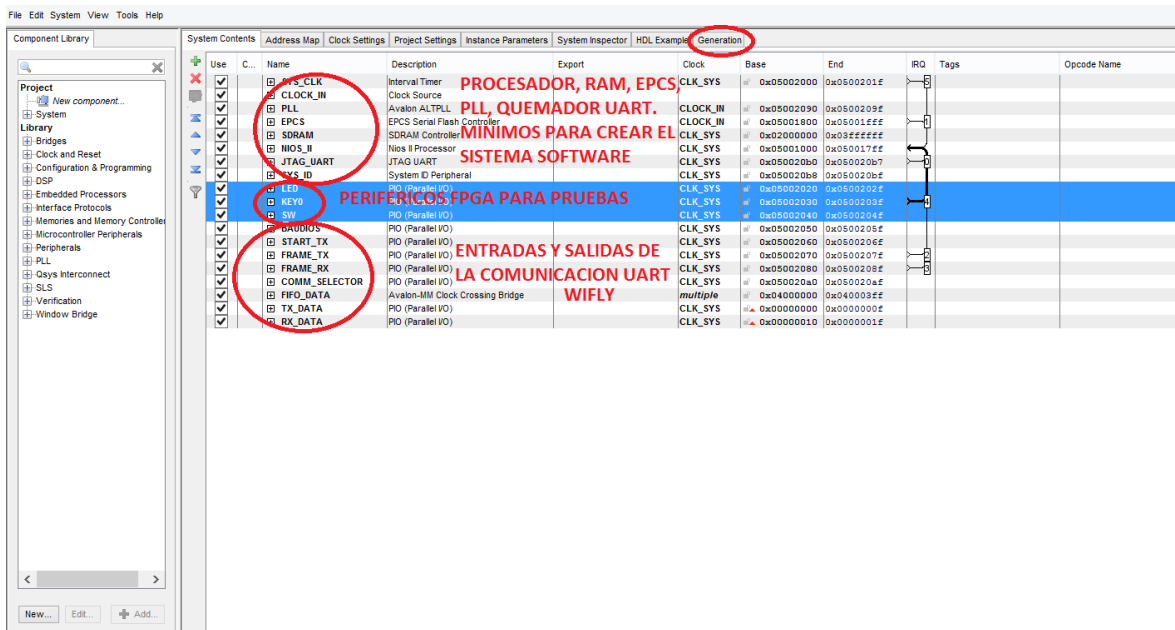 File Edit System View Tools Help
Component Library
Project
New component...
System
Library
Bridges
Clock and Reset
Configuration & Programming
DSP
Embedded Processors
Interface Protocols
Memories and Memory Controller
Microcontroller Peripherals
Peripherals
PLL
Qsys Interconnect
SLS
Verification
Window Bridge
New... Edit... Add...
System Contents Address Map Clock Settings Project Settings Instance Parameters System Inspector HDL Example Generation
Use C... Name Description Export Clock Base End IRQ Tags Opcode Name
SYS_CLK Interval Timer CLK_SYS 0x05002000 0x0500201f 5
CLOCK_IN Clock Source
PLL Avalon ALTPLL CLOCK_IN 0x05002090 0x0500209f
EPCS EPCS Serial Flash Controller CLOCK_IN 0x05001800 0x05001fff 1
SDRAM SDRAM Controller CLK_SYS 0x02000000 0x03ffffff
NIOS_II Nios II Processor CLK_SYS 0x05001000 0x050017ff
JTAG_UART JTAG UART CLK_SYS 0x050020b0 0x050020b7 0
SYS_ID System ID Peripheral CLK_SYS 0x050020b8 0x050020bf
LED PIO (Parallel I/O) CLK_SYS 0x05002020 0x0500202f
KEY0 PIO (Parallel I/O) CLK_SYS 0x05002030 0x0500203f 4
SW PIO (Parallel I/O) CLK_SYS 0x05002040 0x0500204f
BAUDIOS PIO (Parallel I/O) CLK_SYS 0x05002050 0x0500205f
START_TX PIO (Parallel I/O) CLK_SYS 0x05002060 0x0500206f
FRAME_TX PIO (Parallel I/O) CLK_SYS 0x05002070 0x0500207f 2
FRAME_RX PIO (Parallel I/O) CLK_SYS 0x05002080 0x0500208f 3
COMM_SELECTOR PIO (Parallel I/O) CLK_SYS 0x050020a0 0x050020af
FIFO_DATA Avalon-MM Clock Crossing Bridge multiple 0x04000000 0x040003ff
TX_DATA PIO (Parallel I/O) CLK_SYS 0x00000000 0x0000000f
RX_DATA PIO (Parallel I/O) CLK_SYS 0x00000010 0x0000001f
PROCESADOR, RAM, EPCS,
PLL, QUEMADOR UART.
MINIMOS PARA CREAR EL
SISTEMA SOFTWARE
PERIFERICOS FPGA PARA PRUEBAS
ENTRADAS Y SALIDAS DE
LA COMUNICACION UART
WIFLY